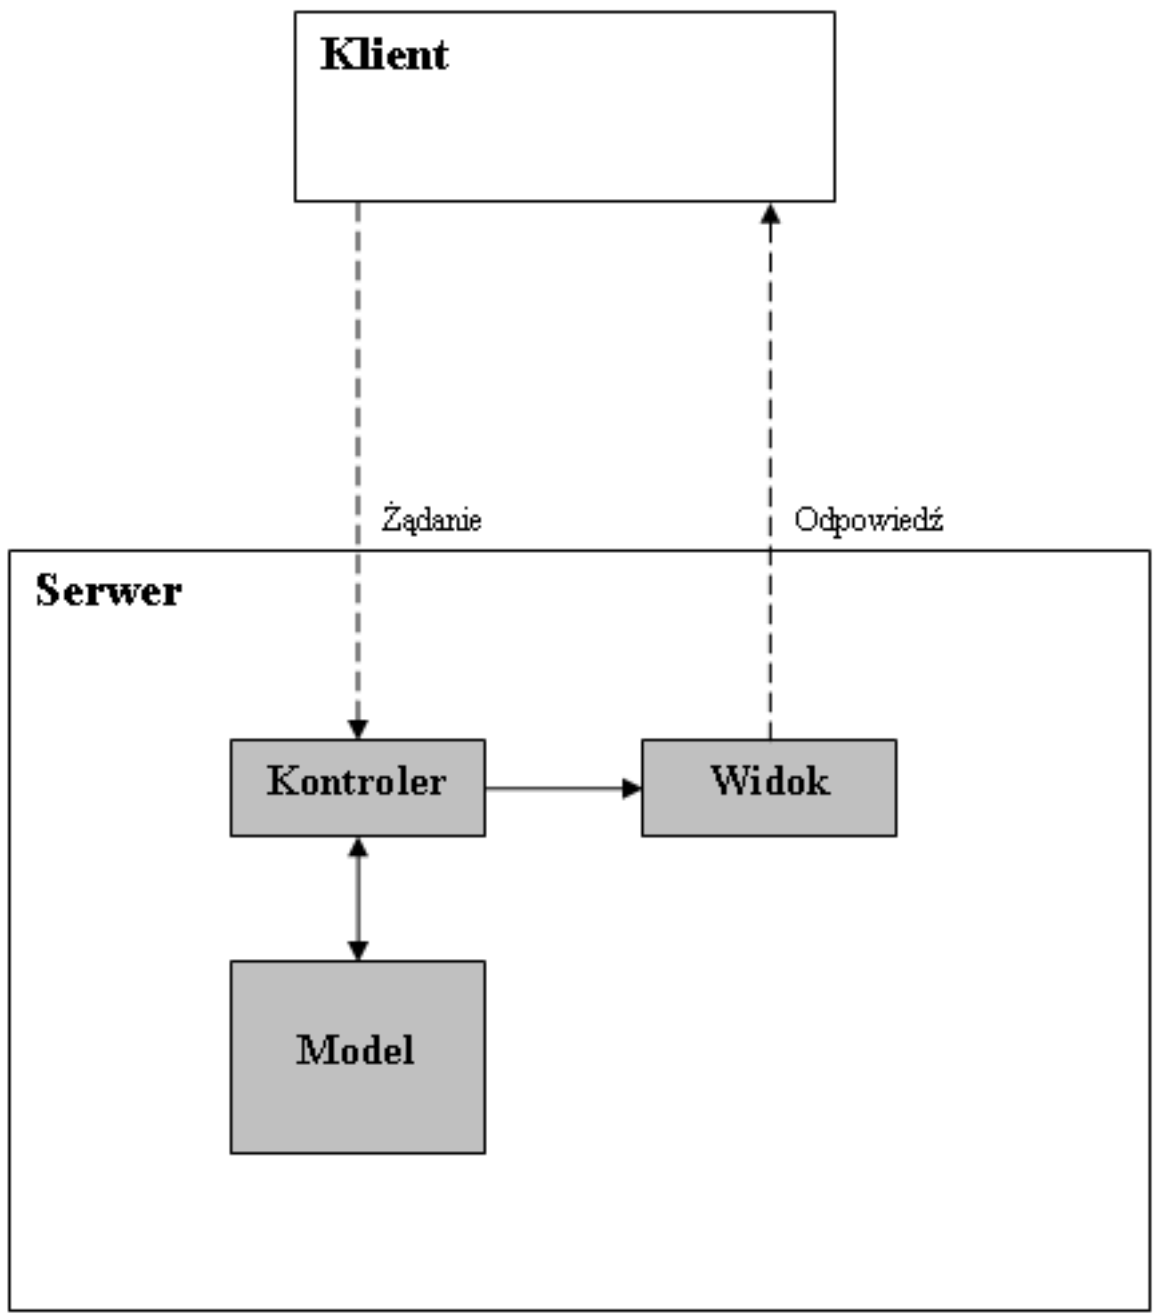 Klient
Żądanie
Odpowiedź
Serwer
Kontroler
Widok
Model